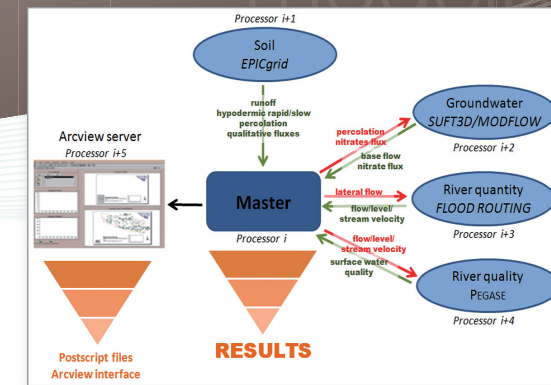 Processor i+1
Soil
EPICgrid
runoff
hypodermic rapid/slow
percolation
qualitative fluxes
Groundwater
SUFT3D/MODFLOW
Processor i+2
percolation
nitrates flux
base flow
nitrate flux
Arcview server
Processor i+5
Master
Processor i
lateral flow
flow/level/
stream velocity
River quantity
FLOOD ROUTING
Processor i+3
flow/level/
stream velocity
surface water
quality
River quality
PEGASE
Processor i+4
RESULTS
Postscript files
Arcview interface